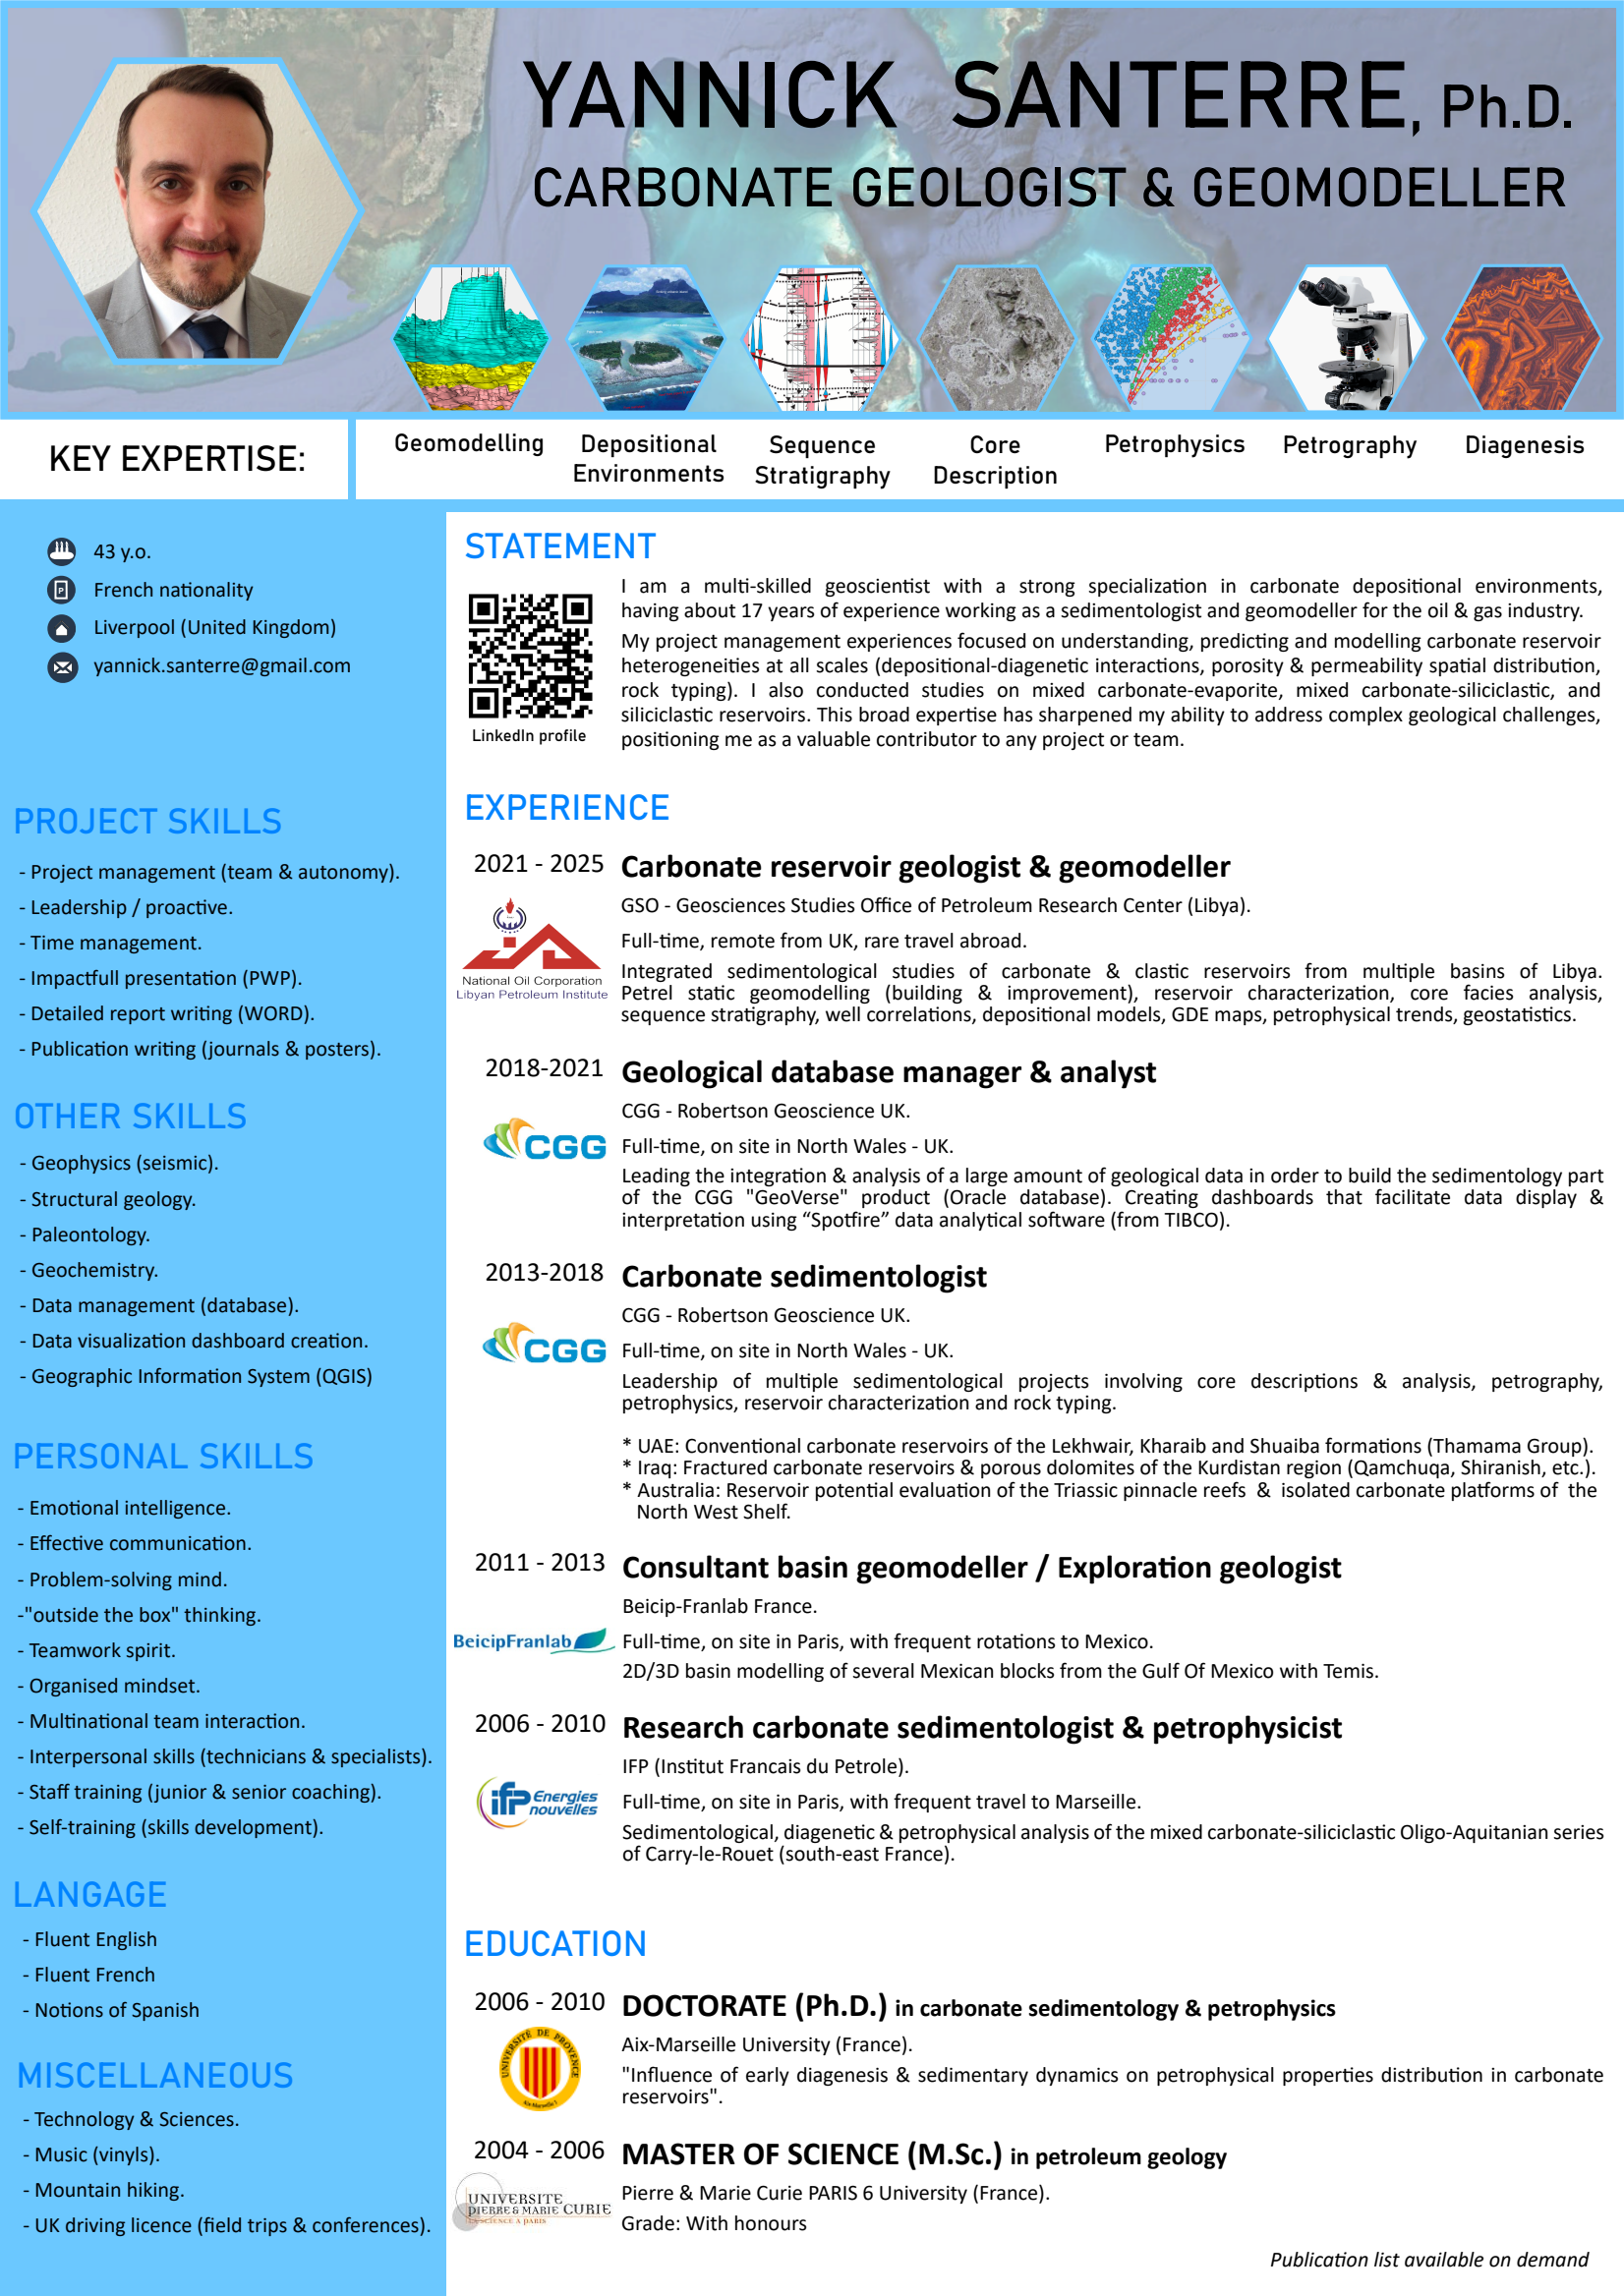 YANNICK SANTERRE, Ph.D.
CARBONATE GEOLOGIST & GEOMODELLER
KEY EXPERTISE:
Geomodelling
Depositional
Environments
Sequence
Stratigraphy
Core
Description
Petrophysics
Petrography
Diagenesis
43 y.o.
French nationality
Liverpool (United Kingdom)
yannick.santerre@gmail.com
PROJECT SKILLS
- Project management (team & autonomy).
- Leadership / proactive.
- Time management.
- Impactfull presentation (PWP).
- Detailed report writing (WORD).
- Publication writing (journals & posters).
OTHER SKILLS
- Geophysics (seismic).
- Structural geology.
- Paleontology.
- Geochemistry.
- Data management (database).
- Data visualization dashboard creation.
- Geographic Information System (QGIS)
PERSONAL SKILLS
- Emotional intelligence.
- Effective communication.
- Problem-solving mind.
-"outside the box" thinking.
- Teamwork spirit.
- Organised mindset.
- Multinational team interaction.
- Interpersonal skills (technicians & specialists).
- Staff training (junior & senior coaching).
- Self-training (skills development).
LANGAGE
- Fluent English
- Fluent French
- Notions of Spanish
MISCELLANEOUS
- Technology & Sciences.
- Music (vinyls).
- Mountain hiking.
- UK driving licence (field trips & conferences).
STATEMENT
LinkedIn profile
I am a multi-skilled geoscientist with a strong specialization in carbonate depositional environments,
having about 17 years of experience working as a sedimentologist and geomodeller for the oil & gas industry.
My project management experiences focused on understanding, predicting and modelling carbonate reservoir
heterogeneities at all scales (depositional-diagenetic interactions, porosity & permeability spatial distribution,
rock typing). I also conducted studies on mixed carbonate-evaporite, mixed carbonate-siliciclastic, and
siliciclastic reservoirs. This broad expertise has sharpened my ability to address complex geological challenges,
positioning me as a valuable contributor to any project or team.
EXPERIENCE
2021 - 2025
National Oil Corporation
Libyan Petroleum Institute
Carbonate reservoir geologist & geomodeller
GSO - Geosciences Studies Office of Petroleum Research Center (Libya).
Full-time, remote from UK, rare travel abroad.
Integrated sedimentological studies of carbonate & clastic reservoirs from multiple basins of Libya.
Petrel static geomodelling (building & improvement), reservoir characterization, core facies analysis,
sequence stratigraphy, well correlations, depositional models, GDE maps, petrophysical trends, geostatistics.
2018-2021
CGG
Geological database manager & analyst
CGG - Robertson Geoscience UK.
Full-time, on site in North Wales - UK.
Leading the integration & analysis of a large amount of geological data in order to build the sedimentology part
of the CGG "GeoVerse" product (Oracle database). Creating dashboards that facilitate data display &
interpretation using “Spotfire” data analytical software (from TIBCO).
2013-2018
CGG
Carbonate sedimentologist
CGG - Robertson Geoscience UK.
Full-time, on site in North Wales - UK.
Leadership of multiple sedimentological projects involving core descriptions & analysis, petrography,
petrophysics, reservoir characterization and rock typing.
* UAE: Conventional carbonate reservoirs of the Lekhwair, Kharaib and Shuaiba formations (Thamama Group).
* Iraq: Fractured carbonate reservoirs & porous dolomites of the Kurdistan region (Qamchuqa, Shiranish, etc.).
* Australia: Reservoir potential evaluation of the Triassic pinnacle reefs & isolated carbonate platforms of the
North West Shelf.
2011 - 2013
BeicipFranlab
Consultant basin geomodeller / Exploration geologist
Beicip-Franlab France.
Full-time, on site in Paris, with frequent rotations to Mexico.
2D/3D basin modelling of several Mexican blocks from the Gulf Of Mexico with Temis.
2006 - 2010
ifp Energies
nouvelles
Research carbonate sedimentologist & petrophysicist
IFP (Institut Francais du Petrole).
Full-time, on site in Paris, with frequent travel to Marseille.
Sedimentological, diagenetic & petrophysical analysis of the mixed carbonate-siliciclastic Oligo-Aquitanian series
of Carry-le-Rouet (south-east France).
EDUCATION
2006 - 2010
UNIVERSITÉ DE PROVENCE
Aix-Marseille 1
DOCTORATE (Ph.D.) in carbonate sedimentology & petrophysics
Aix-Marseille University (France).
"Influence of early diagenesis & sedimentary dynamics on petrophysical properties distribution in carbonate
reservoirs".
2004 - 2006
UNIVERSITE
PIERRE & MARIE CURIE
LA SCIENCE A PARIS
MASTER OF SCIENCE (M.Sc.) in petroleum geology
Pierre & Marie Curie PARIS 6 University (France).
Grade: With honours
Publication list available on demand